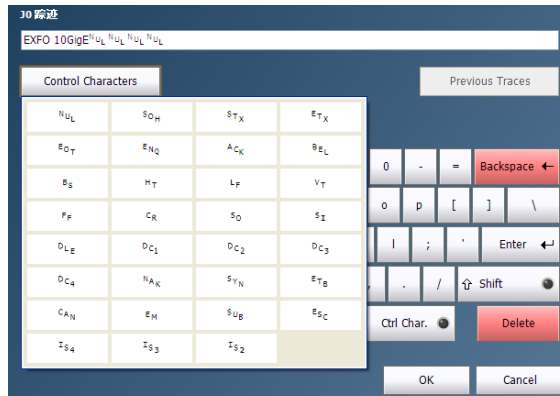 J0 踪迹
EXFO 10GigE NUL NUL NUL NUL
Control Characters
Previous Traces
NUL SOH STX ETX
EOT ENQ ACK BEL
BS HT LF VT
FF CR SO SI
DLE DC1 DC2 DC3
DC4 NAK SYN ETB
CAN EM SUB ESC
IS4 IS3 IS2
0 - = Backspace ←
o p [ ] \
l ; ' Enter ↵
, . / ⇧ Shift
Ctrl Char. Delete
OK Cancel